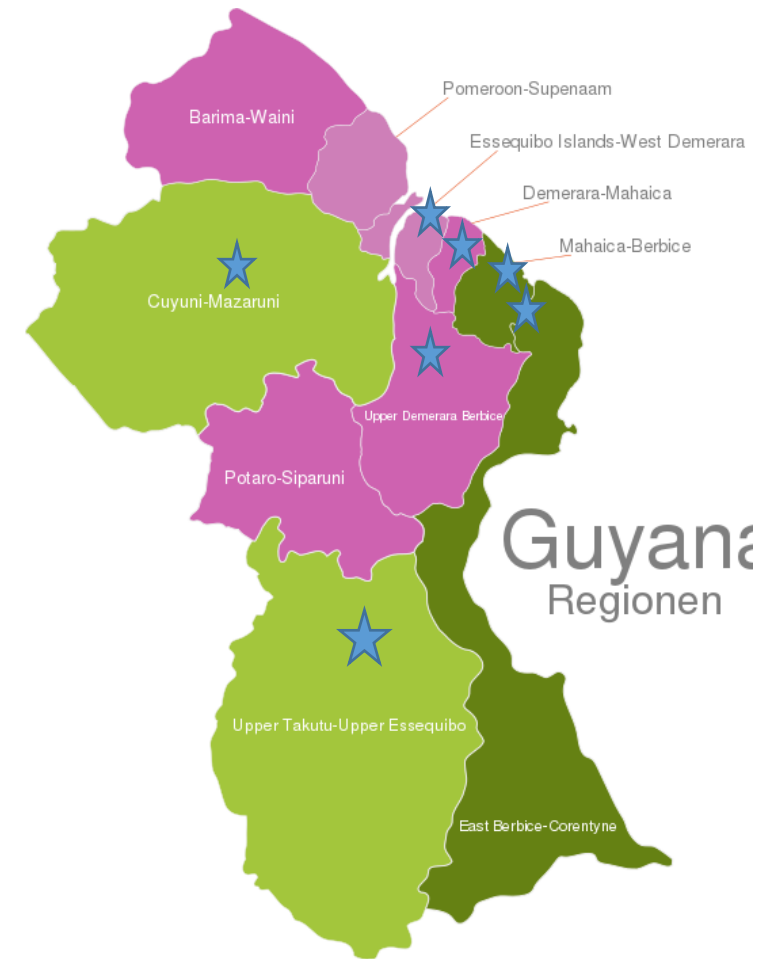 Pomeroon-Supenaam
Barima-Waini
Essequibo Islands-West Demerara
Demerara-Mahaica
Mahaica-Berbice
Cuyuni-Mazaruni
Upper Demerara Berbice
Potaro-Siparuni
Guyana
Regionen
Upper Takutu-Upper Essequibo
East Berbice-Corentyne